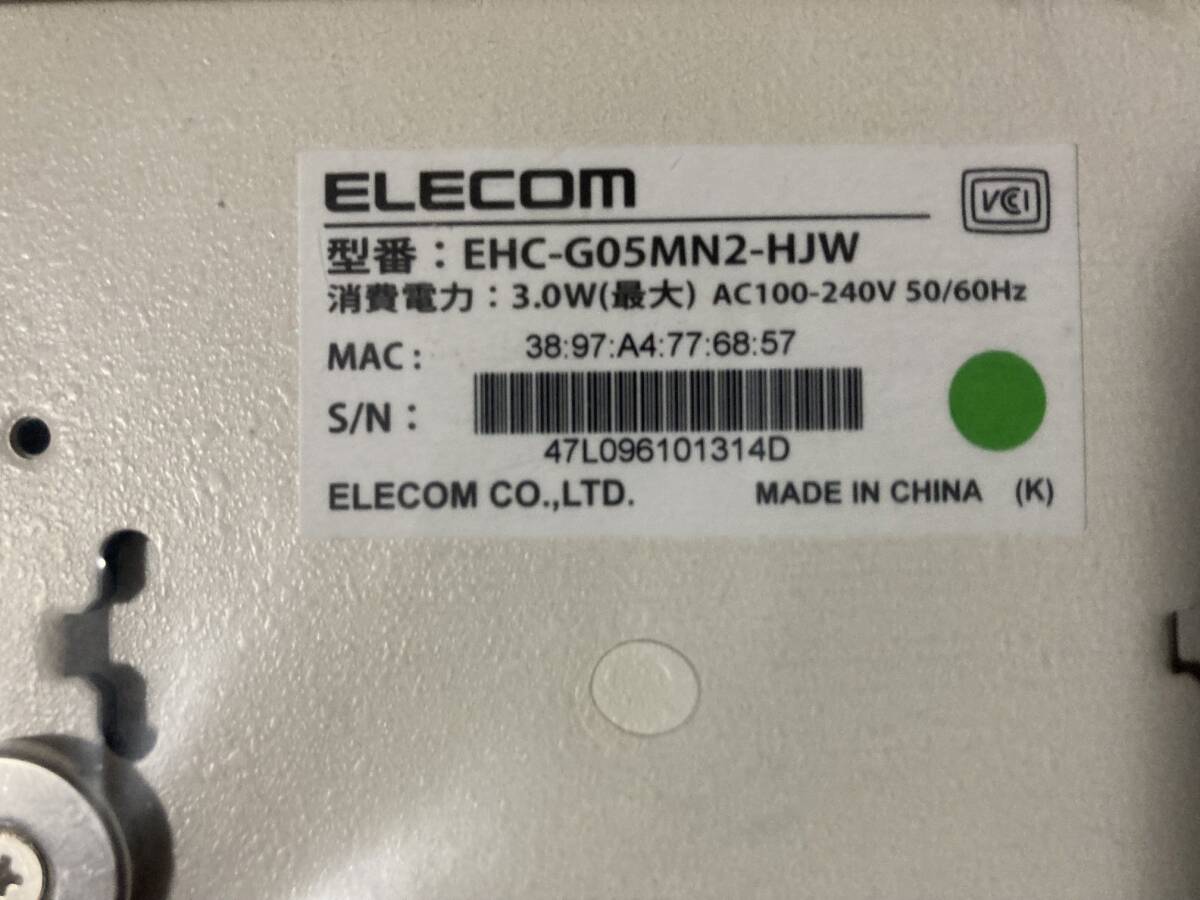 ELECOM
VCCI
型番：EHC-G05MN2-HJW
消費電力：3.0W(最大) AC100-240V 50/60Hz
MAC： 38:97:A4:77:68:57
S/N：
47L096101314D
ELECOM CO.,LTD. MADE IN CHINA (K)